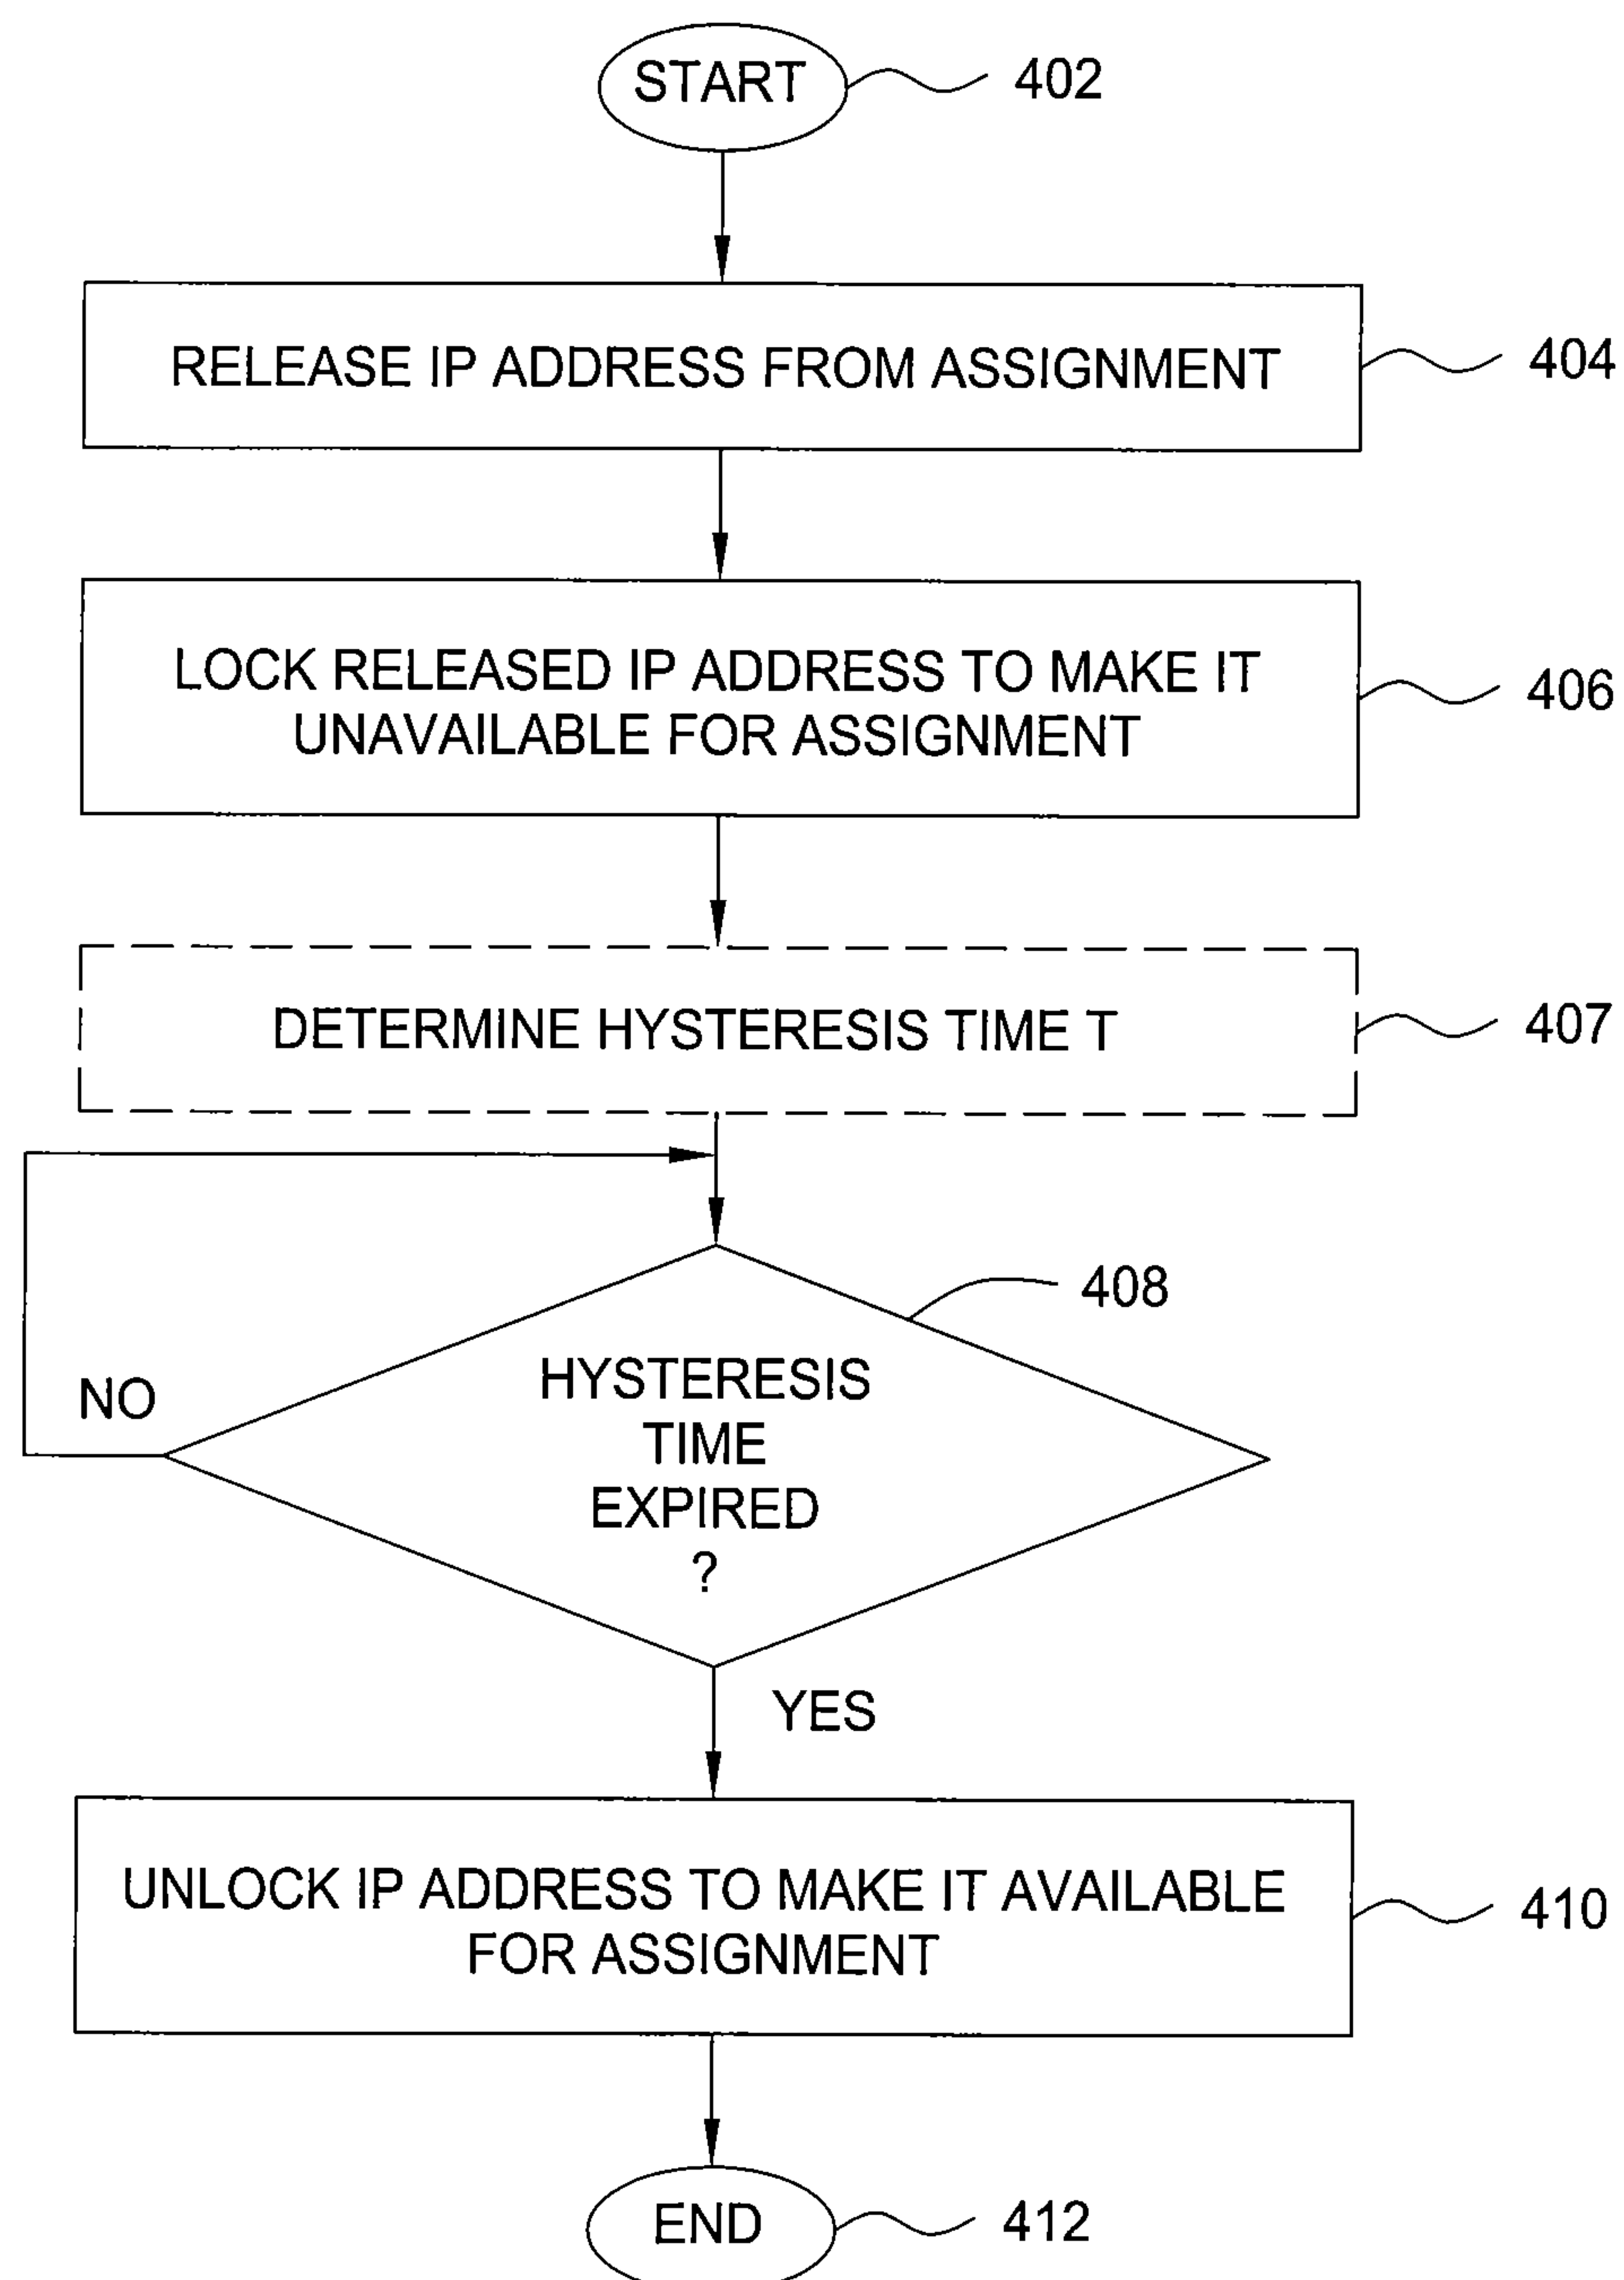 START
402
RELEASE IP ADDRESS FROM ASSIGNMENT
404
LOCK RELEASED IP ADDRESS TO MAKE IT
UNAVAILABLE FOR ASSIGNMENT
406
DETERMINE HYSTERESIS TIME T
407
408
HYSTERESIS
TIME
EXPIRED
?
NO
YES
UNLOCK IP ADDRESS TO MAKE IT AVAILABLE
FOR ASSIGNMENT
410
END
412